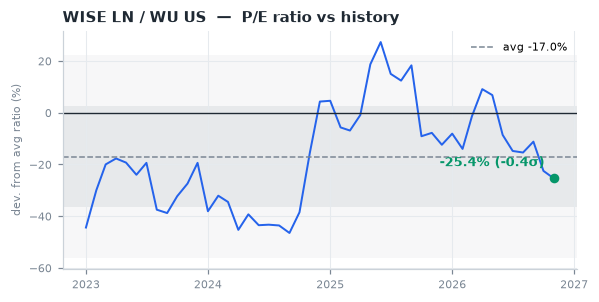 WISE LN / WU US — P/E ratio vs history
avg -17.0%
dev. from avg ratio (%)
20
0
−20
−40
−60
-25.4% (-0.4σ)
2023
2024
2025
2026
2027